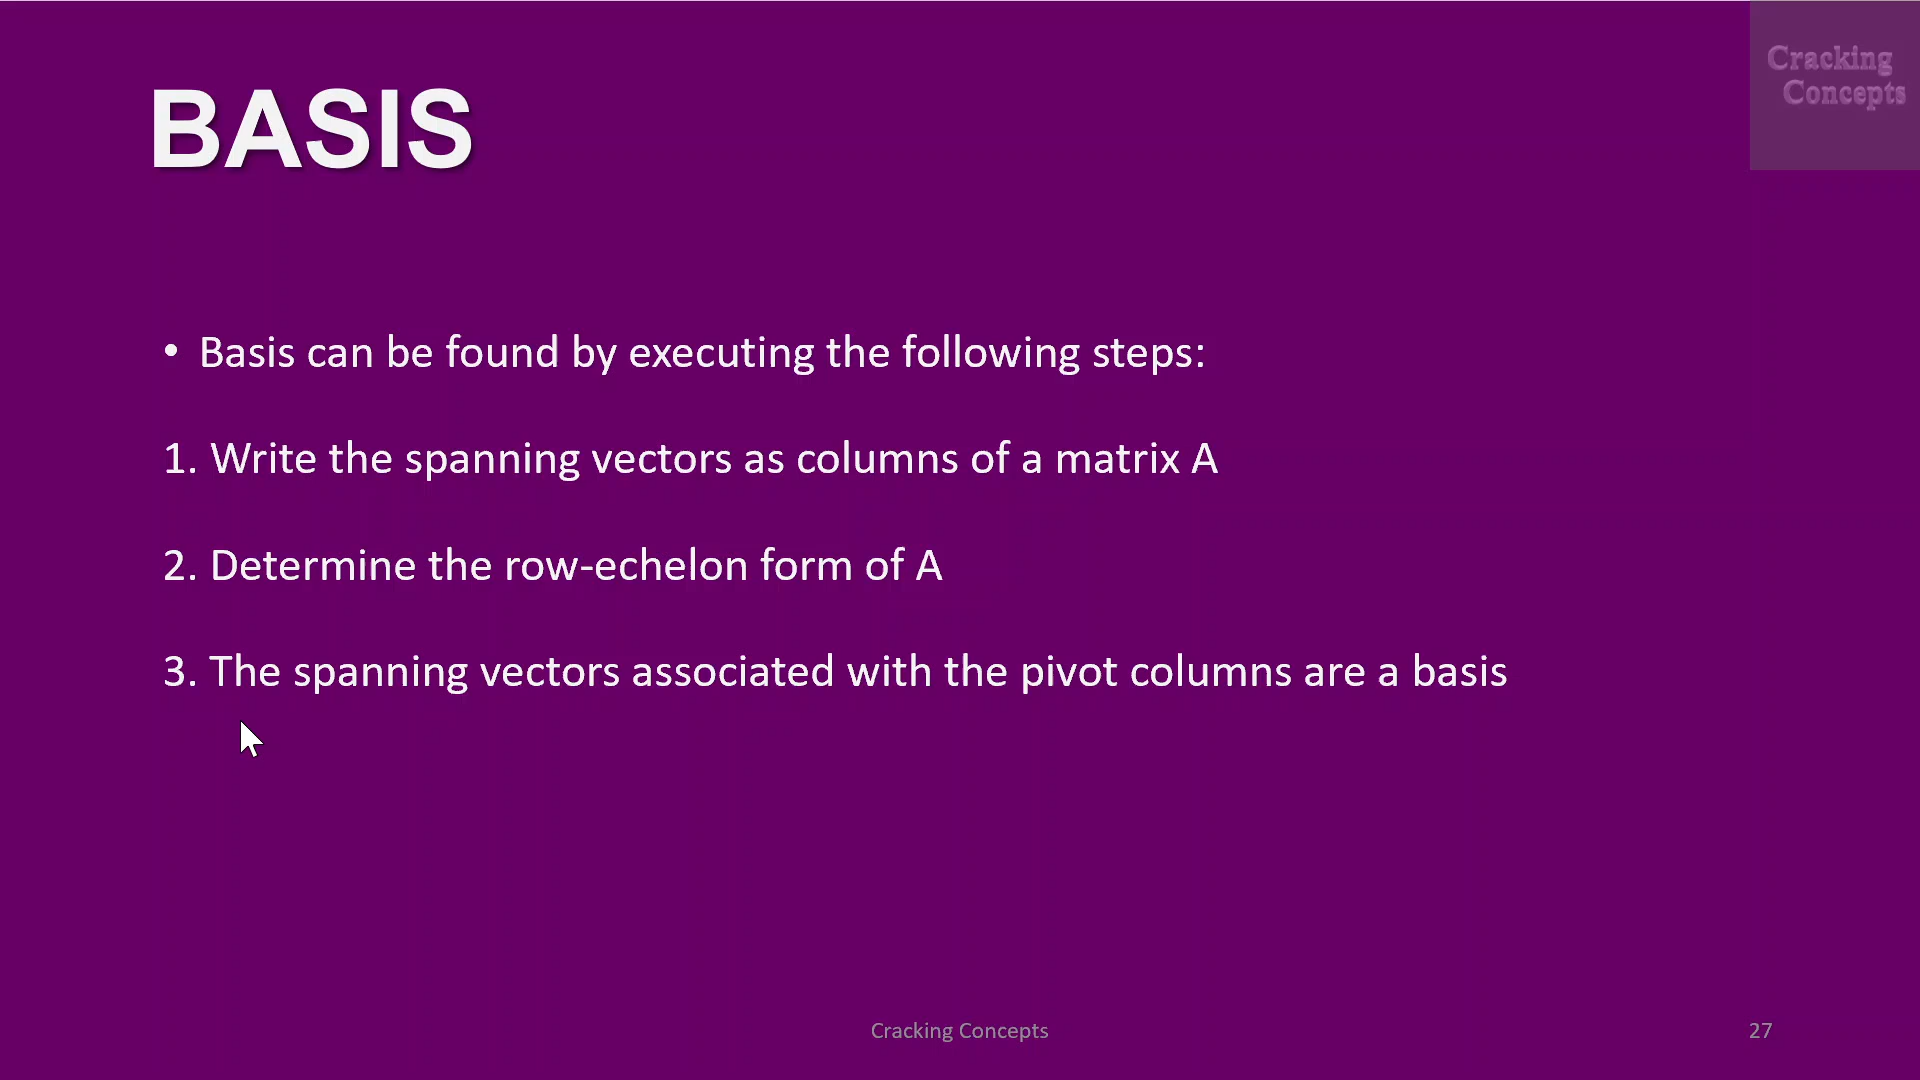 Cracking
Concepts
BASIS
• Basis can be found by executing the following steps:
1. Write the spanning vectors as columns of a matrix A
2. Determine the row-echelon form of A
3. The spanning vectors associated with the pivot columns are a basis
Cracking Concepts
27